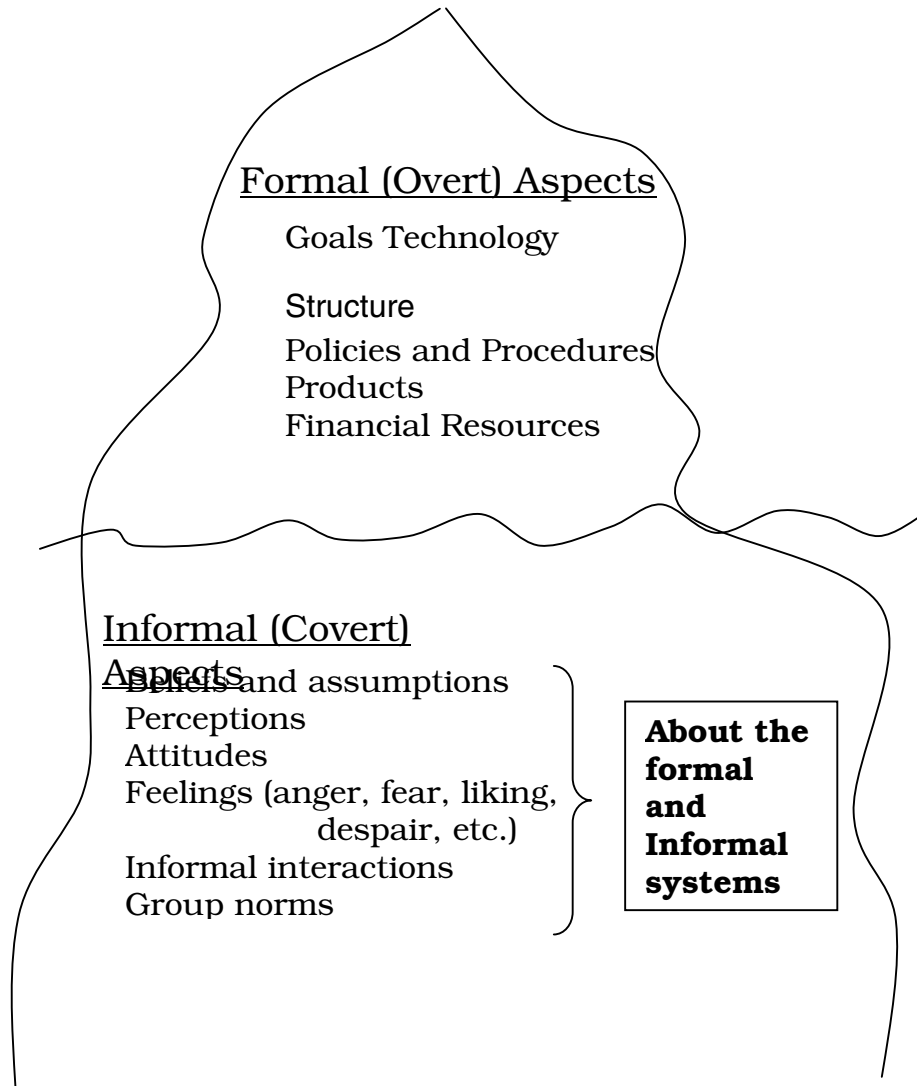 Formal (Overt) Aspects
Goals Technology
Structure
Policies and Procedures
Products
Financial Resources
Informal (Covert)
Aspects
Beliefs and assumptions
Perceptions
Attitudes
Feelings (anger, fear, liking,
despair, etc.)
Informal interactions
Group norms
About the
formal
and
Informal
systems